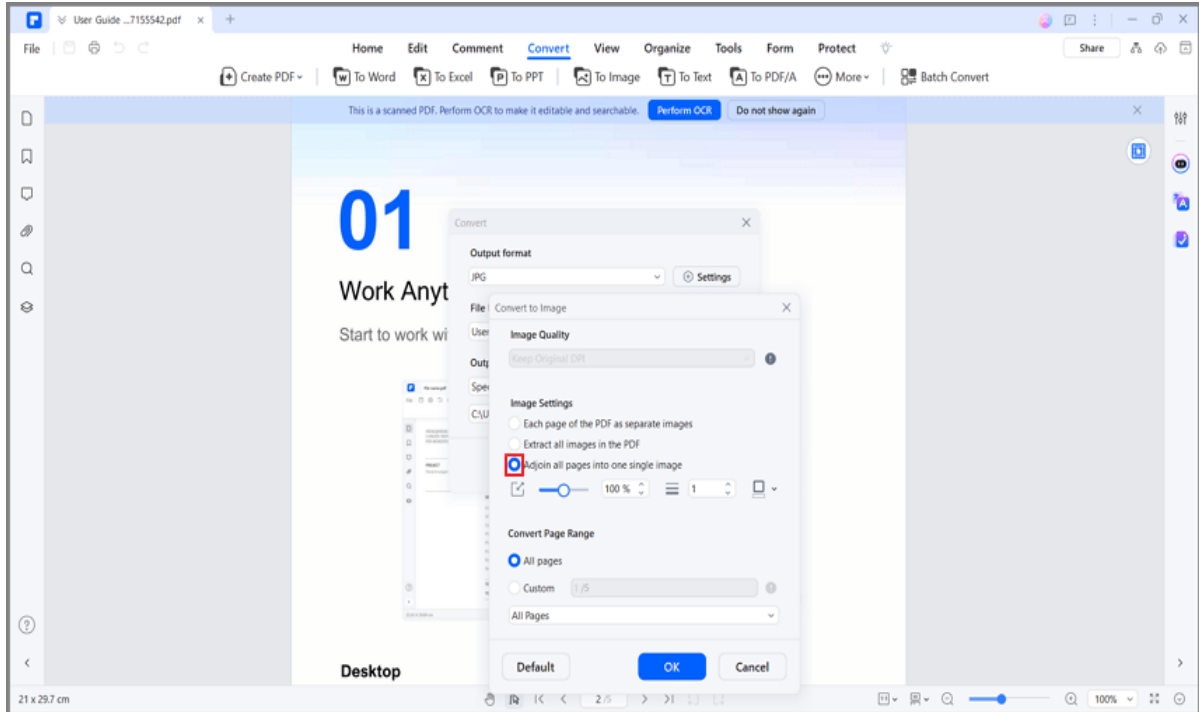 User Guide ...7155542.pdf
File
Home Edit Comment Convert View Organize Tools Form Protect
Share
Create PDF To Word To Excel To PPT To Image To Text To PDF/A More Batch Convert
This is a scanned PDF. Perform OCR to make it editable and searchable. Perform OCR Do not show again
01
Convert
Output format
JPG Settings
Work Anyt
File
Convert to Image
Start to work wi
User
Image Quality
Keep Original DPI
Outp
Spe
Image Settings
C:\U
Each page of the PDF as separate images
Extract all images in the PDF
Adjoin all pages into one single image
100 % 1
Convert Page Range
All pages
Custom 1 /5
All Pages
Default OK Cancel
Desktop
21 x 29.7 cm 2 /5 100%